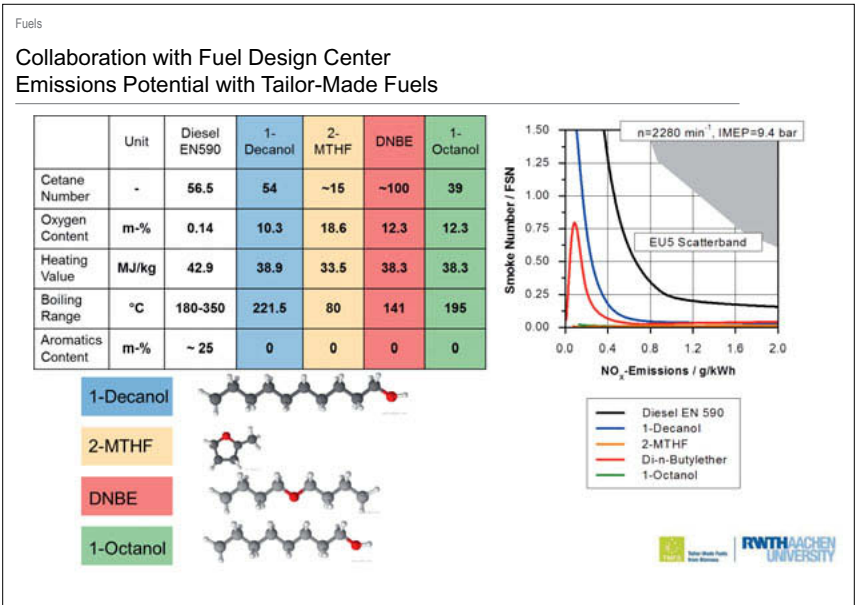 Fuels
Collaboration with Fuel Design Center
Emissions Potential with Tailor-Made Fuels
Unit Diesel EN590 1-Decanol 2-MTHF DNBE 1-Octanol
Cetane Number - 56.5 54 ~15 ~100 39
Oxygen Content m-% 0.14 10.3 18.6 12.3 12.3
Heating Value MJ/kg 42.9 38.9 33.5 38.3 38.3
Boiling Range °C 180-350 221.5 80 141 195
Aromatics Content m-% ~ 25 0 0 0 0
1-Decanol
2-MTHF
DNBE
1-Octanol
n=2280 min⁻¹, IMEP=9.4 bar
EU5 Scatterband
Smoke Number / FSN
1.50
1.25
1.00
0.75
0.50
0.25
0.00
0.0 0.4 0.8 1.2 1.6 2.0
NOx-Emissions / g/kWh
Diesel EN 590
1-Decanol
2-MTHF
Di-n-Butylether
1-Octanol
Tailor-Made Fuels
from Biomass
RWTHAACHEN
UNIVERSITY